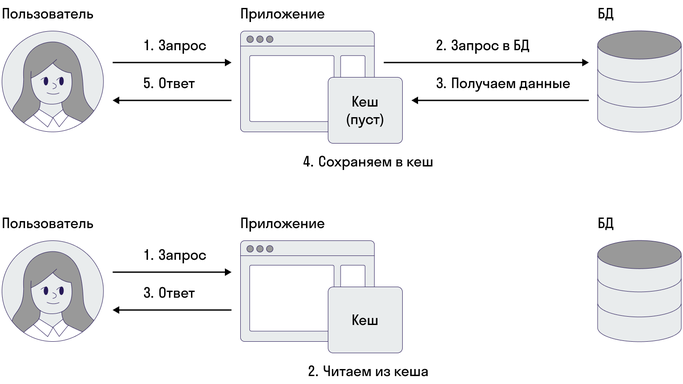 Пользователь
Приложение
БД
1. Запрос
2. Запрос в БД
5. Ответ
3. Получаем данные
Кеш
(пуст)
4. Сохраняем в кеш
Пользователь
Приложение
БД
1. Запрос
3. Ответ
Кеш
2. Читаем из кеша